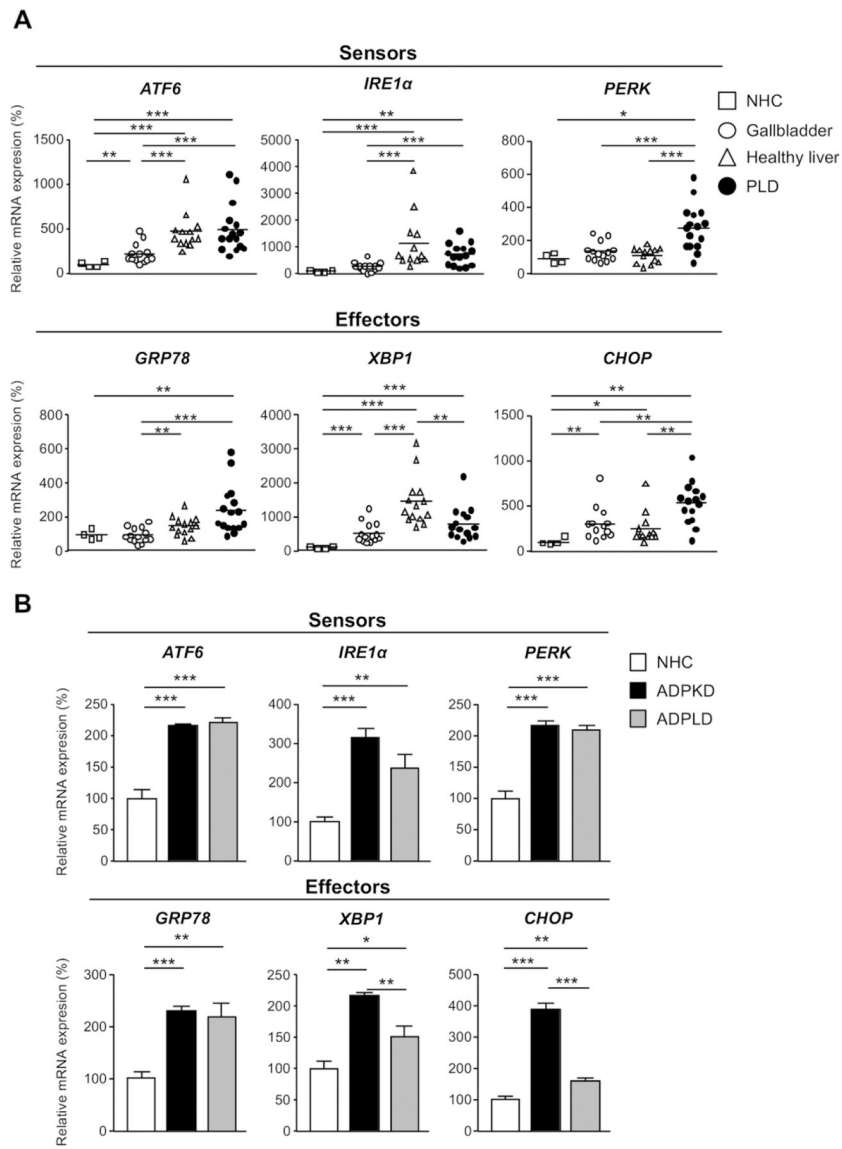 A
Sensors
ATF6 IRE1α PERK
*** ** *
*** *** ***
*** *** ***
** *** ***
Relative mRNA expresion (%)
1500 5000 800
4000 600
1000 3000
400
500 2000
1000 200
0 0 0
NHC
Gallbladder
Healthy liver
PLD
Effectors
GRP78 XBP1 CHOP
** *** **
*** *** *
** *** *** ** ** ** **
Relative mRNA expresion (%)
800 4000 1500
600 3000
1000
400 2000
500
200 1000
0 0 0
B
Sensors
ATF6 IRE1α PERK
*** ** ***
*** *** ***
Relative mRNA expresion (%)
250 400 250
200 300 200
150 150
200
100 100
50 100 50
0 0 0
NHC
ADPKD
ADPLD
Effectors
GRP78 XBP1 CHOP
** * **
*** ** ** *** ***
Relative mRNA expresion (%)
300 250 500
200 400
200 150 300
100 200
100 50 100
0 0 0